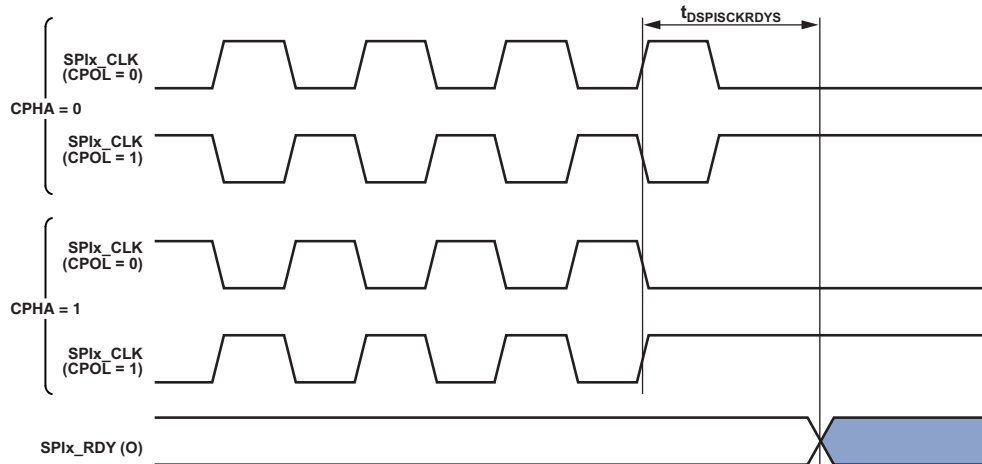 tDSPISCKRDYS
SPIx_CLK
(CPOL = 0)
CPHA = 0
SPIx_CLK
(CPOL = 1)
SPIx_CLK
(CPOL = 0)
CPHA = 1
SPIx_CLK
(CPOL = 1)
SPIx_RDY (O)